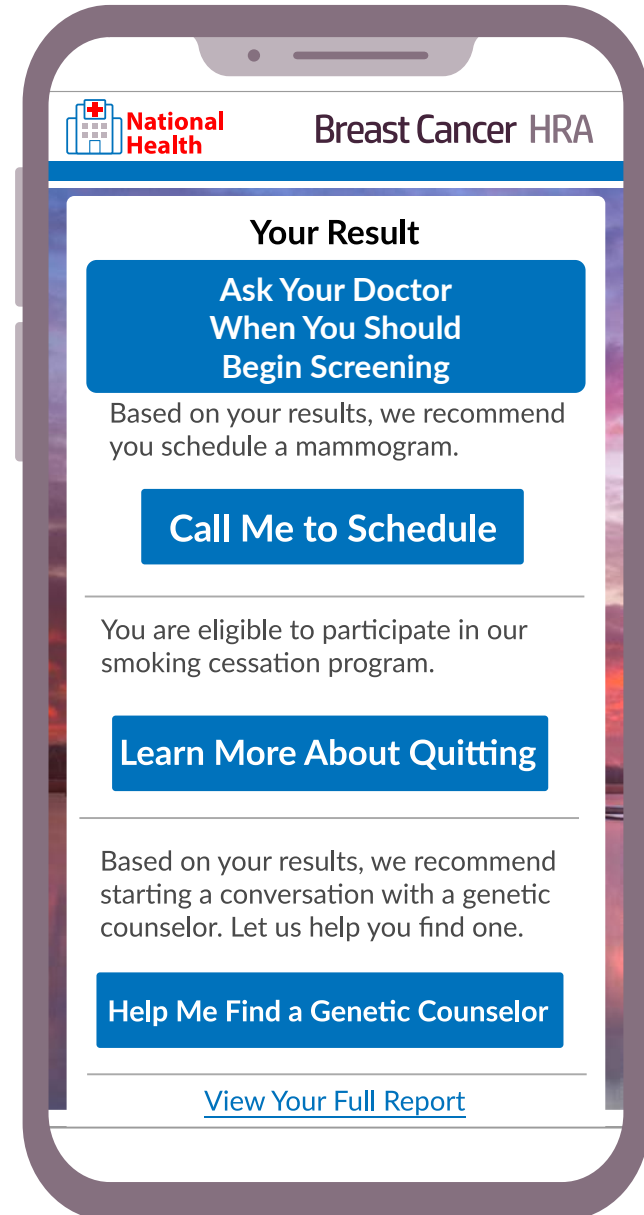 National
Health
Breast Cancer HRA
Your Result
Ask Your Doctor
When You Should
Begin Screening
Based on your results, we recommend
you schedule a mammogram.
Call Me to Schedule
You are eligible to participate in our
smoking cessation program.
Learn More About Quitting
Based on your results, we recommend
starting a conversation with a genetic
counselor. Let us help you find one.
Help Me Find a Genetic Counselor
View Your Full Report